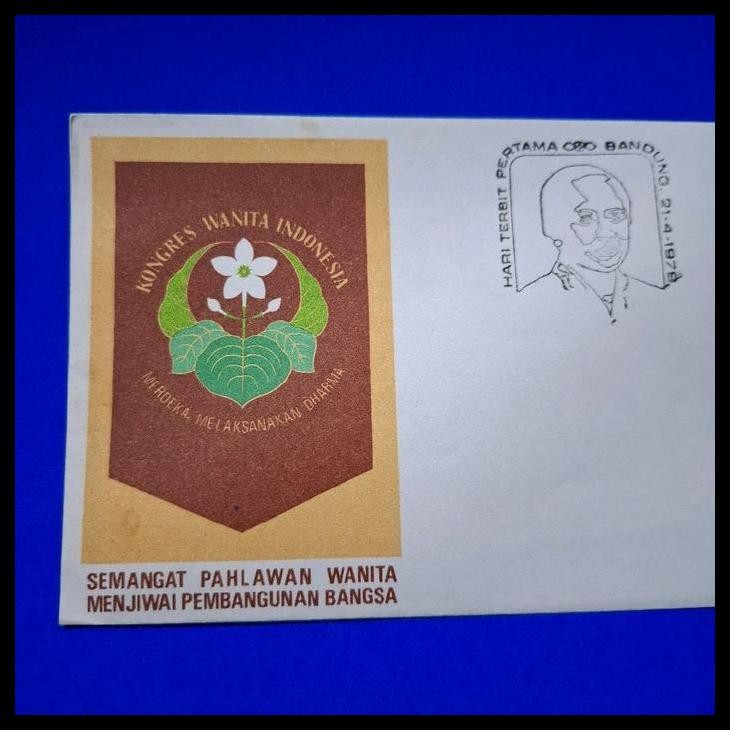 KONGRES WANITA INDONESIA
MERDEKA MELAKSANAKAN DHARMA
SEMANGAT PAHLAWAN WANITA
MENJIWAI PEMBANGUNAN BANGSA
HARI TERBIT PERTAMA BANDUNG 21-4-1978